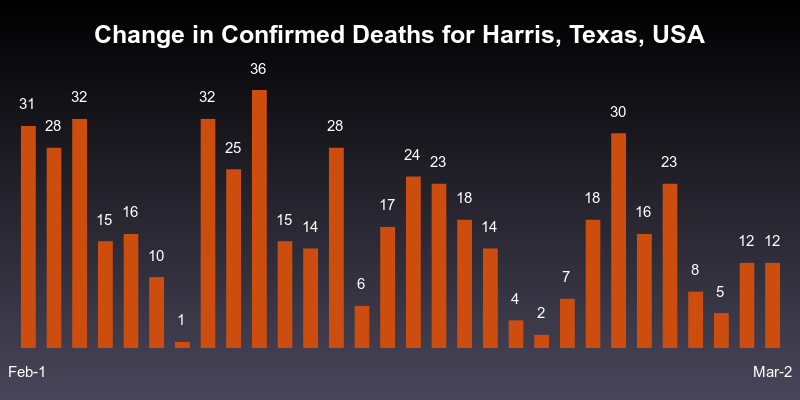 Change in Confirmed Deaths for Harris, Texas, USA
31 28 32 15 16 10 1 32 25 36 15 14 28 6 17 24 23 18 14 4 2 7 18 30 16 23 8 5 12 12
Feb-1 Mar-2